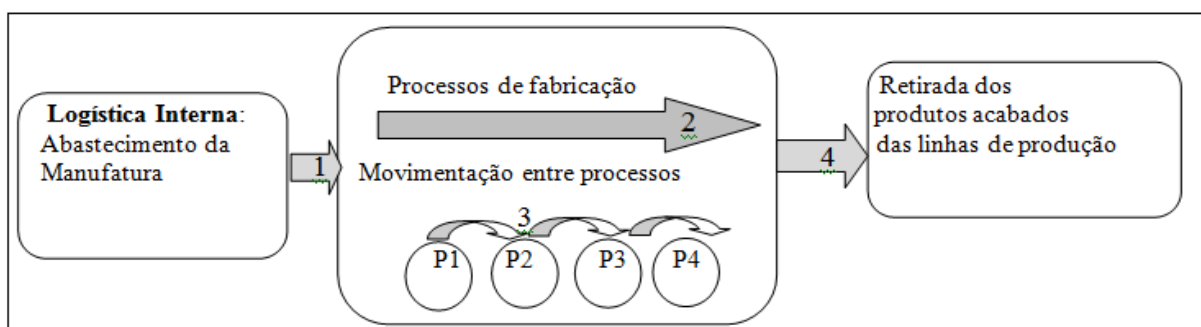 Logística Interna:
Abastecimento da
Manufatura
1
Processos de fabricação
2
Movimentação entre processos
3
P1 P2 P3 P4
4
Retirada dos
produtos acabados
das linhas de produção